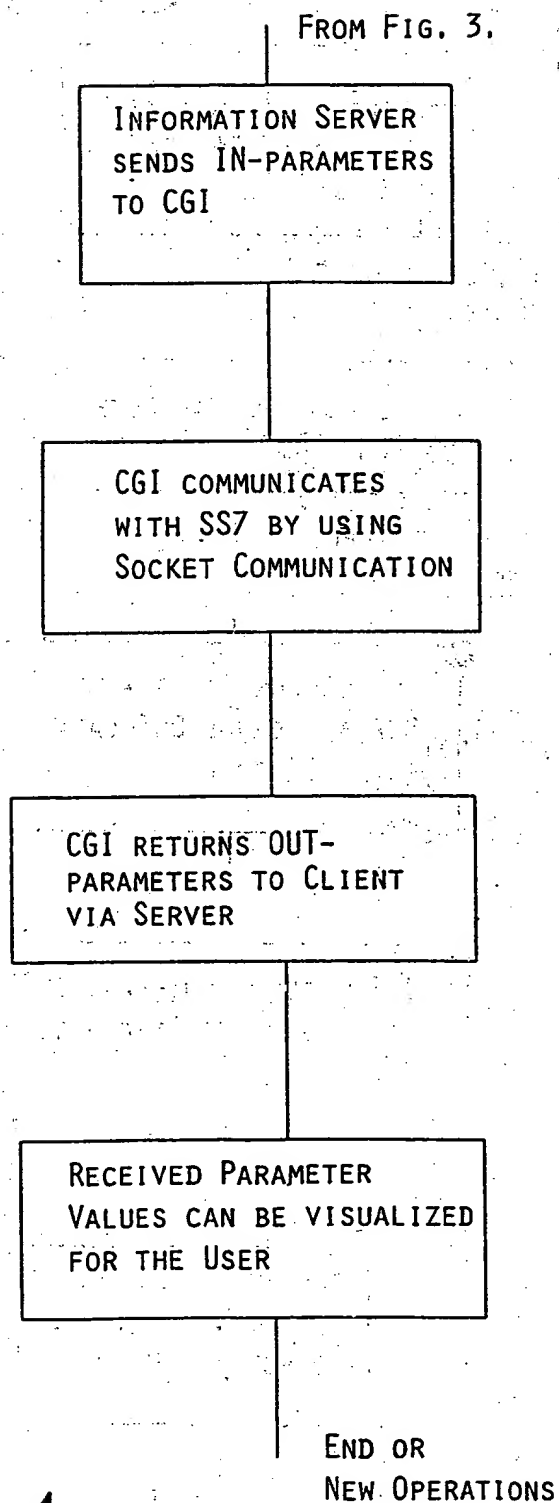 FROM FIG. 3.
INFORMATION SERVER
SENDS IN-PARAMETERS
TO CGI
CGI COMMUNICATES
WITH SS7 BY USING
SOCKET COMMUNICATION
CGI RETURNS OUT-
PARAMETERS TO CLIENT
VIA SERVER
RECEIVED PARAMETER
VALUES CAN BE VISUALIZED
FOR THE USER
END OR
NEW OPERATIONS